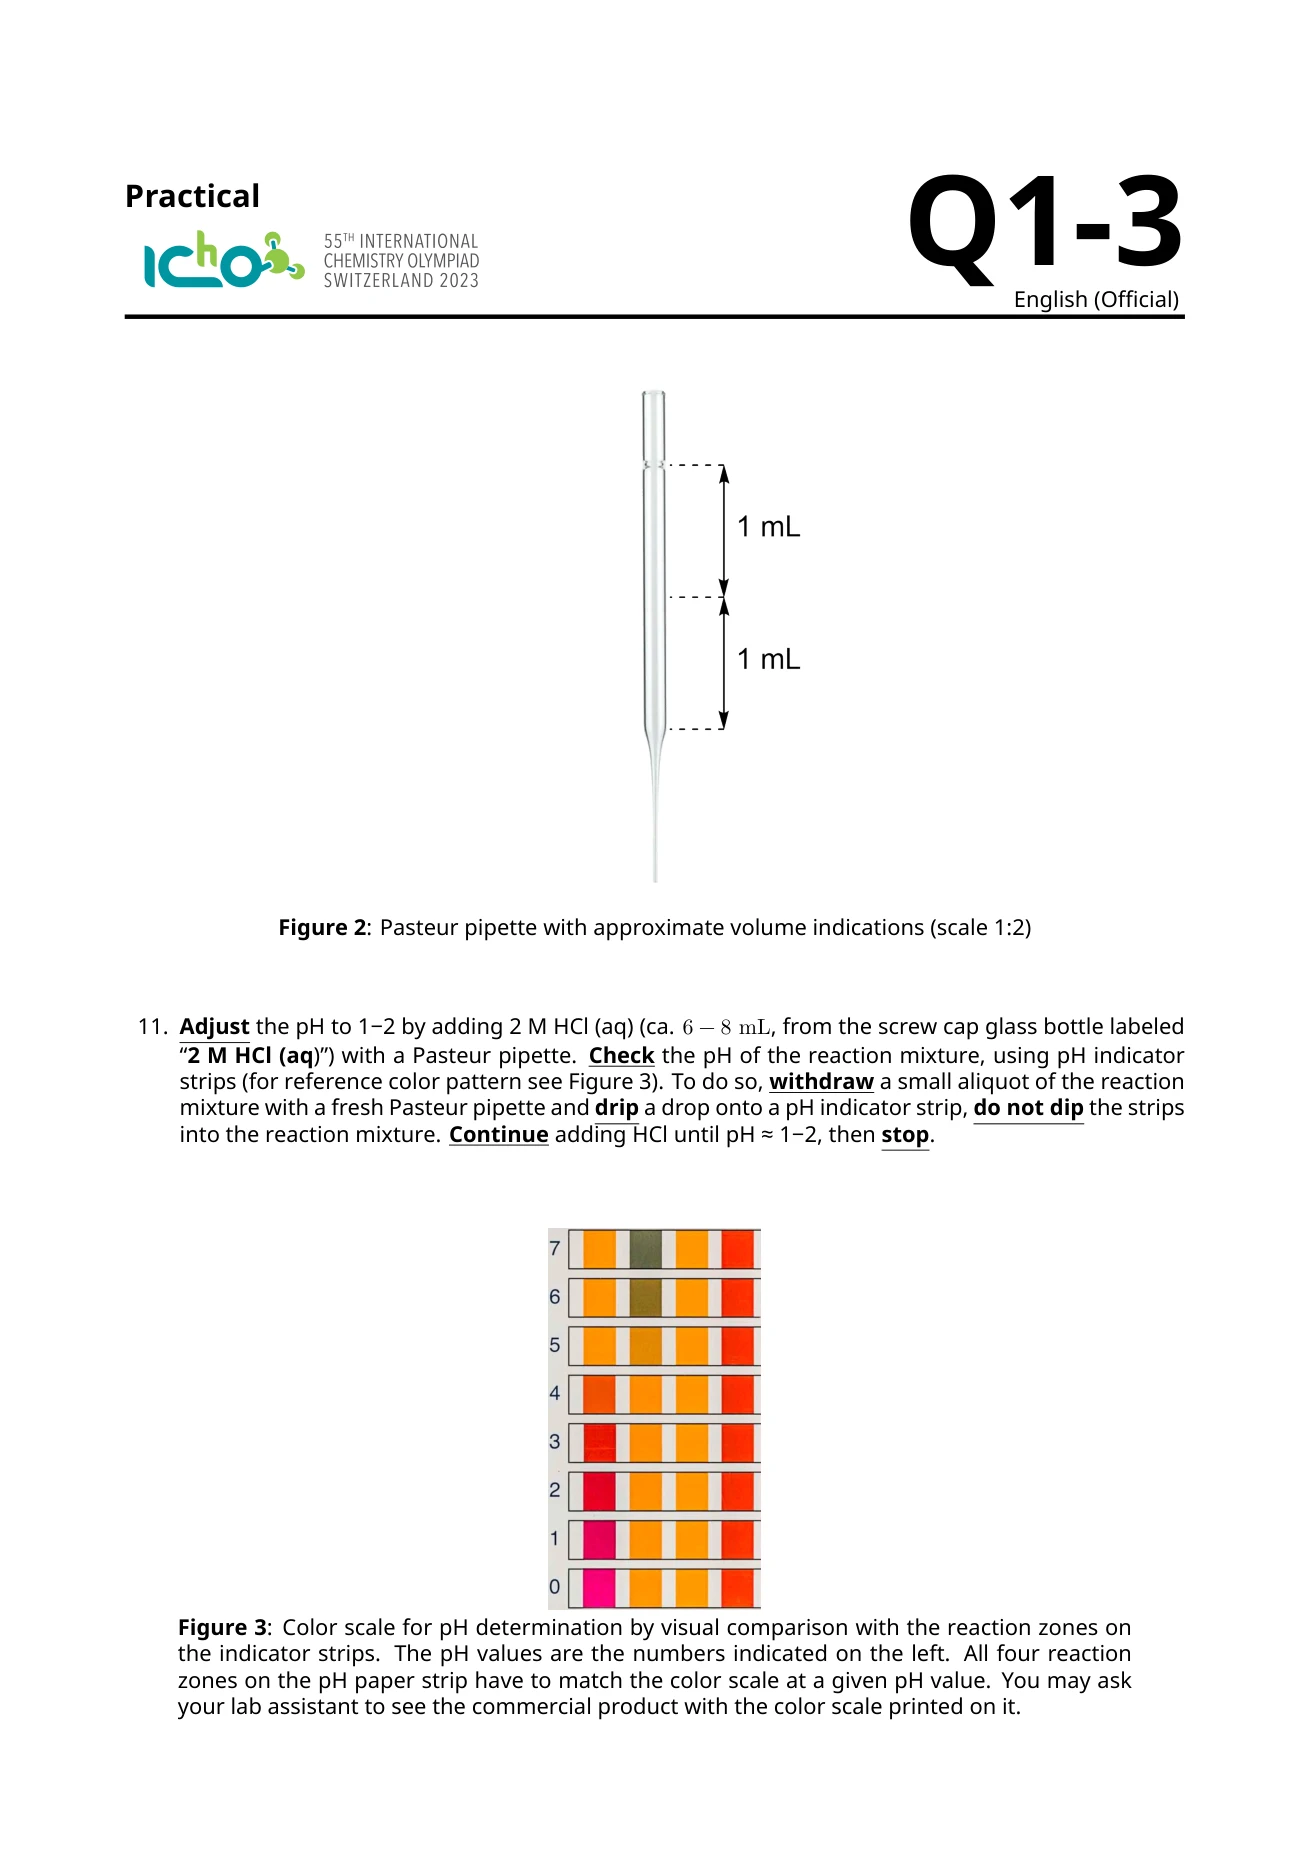 Practical
Q1-3
IChO
55TH INTERNATIONAL
CHEMISTRY OLYMPIAD
SWITZERLAND 2023
English (Official)
1 mL
1 mL
Figure 2: Pasteur pipette with approximate volume indications (scale 1:2)
11. Adjust the pH to 1−2 by adding 2 M HCl (aq) (ca. 6 − 8 mL, from the screw cap glass bottle labeled
“2 M HCl (aq)”) with a Pasteur pipette. Check the pH of the reaction mixture, using pH indicator
strips (for reference color pattern see Figure 3). To do so, withdraw a small aliquot of the reaction
mixture with a fresh Pasteur pipette and drip a drop onto a pH indicator strip, do not dip the strips
into the reaction mixture. Continue adding HCl until pH ≈ 1−2, then stop.
7
6
5
4
3
2
1
0
Figure 3: Color scale for pH determination by visual comparison with the reaction zones on
the indicator strips. The pH values are the numbers indicated on the left. All four reaction
zones on the pH paper strip have to match the color scale at a given pH value. You may ask
your lab assistant to see the commercial product with the color scale printed on it.